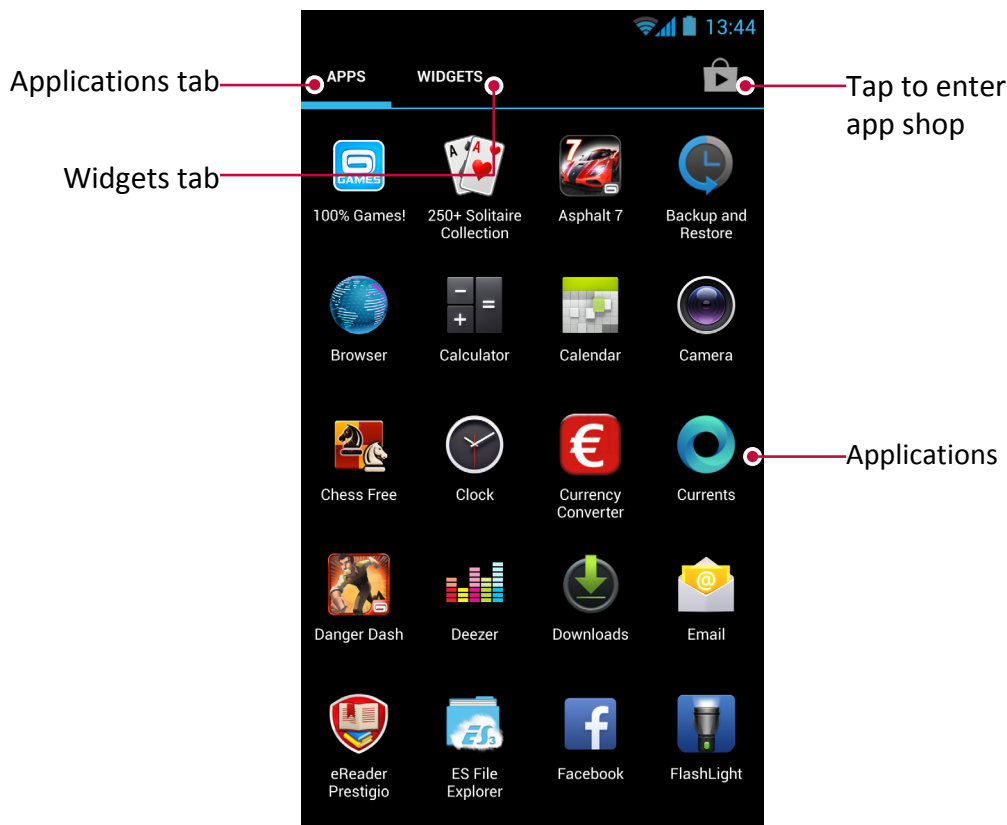 13:44
Applications tab
APPS
WIDGETS
Tap to enter
app shop
Widgets tab
GAMES
A
A
7
100% Games!
250+ Solitaire
Collection
Asphalt 7
Backup and
Restore
Browser
Calculator
Calendar
Camera
€
Applications
Chess Free
Clock
Currency
Converter
Currents
@
Danger Dash
Deezer
Downloads
Email
ES3
f
eReader
Prestigio
ES File
Explorer
Facebook
FlashLight